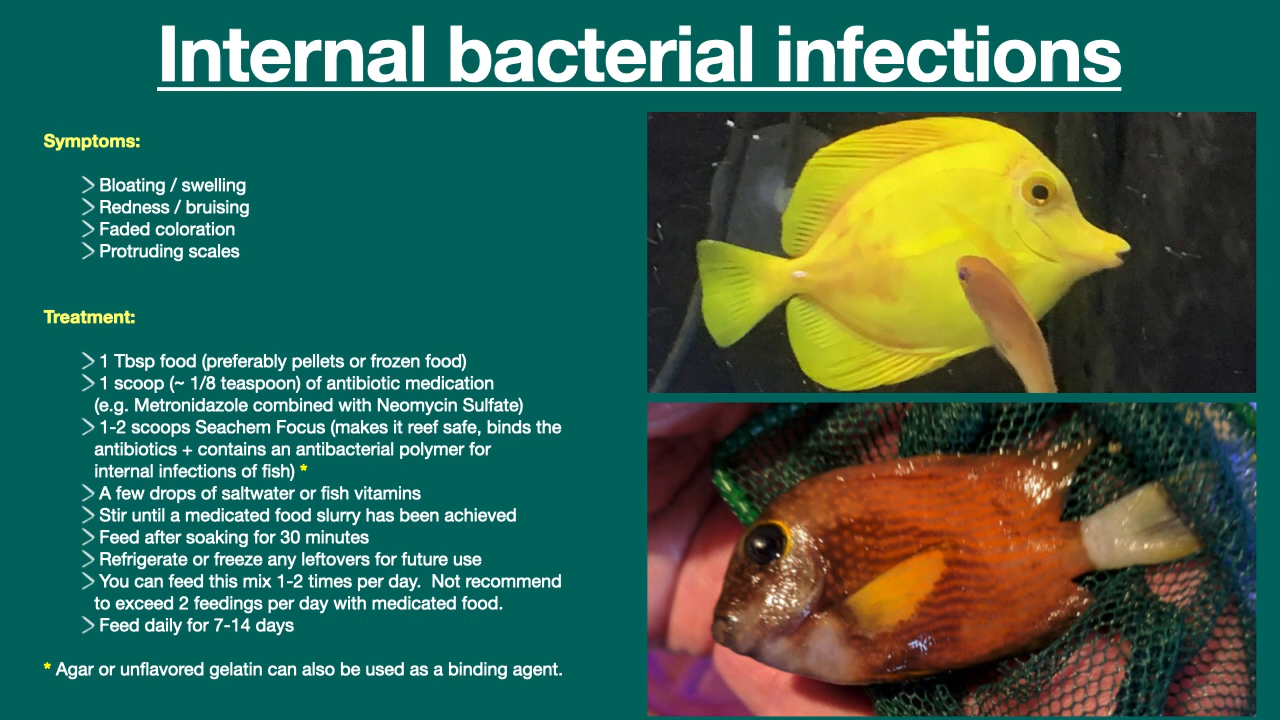 Internal bacterial infections
Symptoms:
> Bloating / swelling
> Redness / bruising
> Faded coloration
> Protruding scales
Treatment:
> 1 Tbsp food (preferably pellets or frozen food)
> 1 scoop (~ 1/8 teaspoon) of antibiotic medication
(e.g. Metronidazole combined with Neomycin Sulfate)
> 1-2 scoops Seachem Focus (makes it reef safe, binds the
antibiotics + contains an antibacterial polymer for
internal infections of fish) *
> A few drops of saltwater or fish vitamins
> Stir until a medicated food slurry has been achieved
> Feed after soaking for 30 minutes
> Refrigerate or freeze any leftovers for future use
> You can feed this mix 1-2 times per day.  Not recommend
to exceed 2 feedings per day with medicated food.
> Feed daily for 7-14 days
* Agar or unflavored gelatin can also be used as a binding agent.